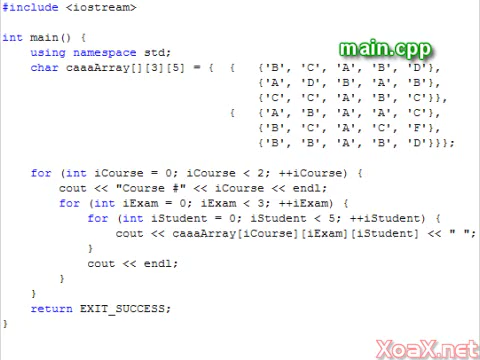 #include <iostream>
main.cpp
int main() {
    using namespace std;
    char caaaArray[][3][5] = {  {   {'B', 'C', 'A', 'B', 'D'},
                                    {'A', 'D', 'B', 'A', 'B'},
                                    {'C', 'C', 'A', 'B', 'C'}},
                                {   {'A', 'B', 'A', 'A', 'C'},
                                    {'B', 'C', 'A', 'C', 'F'},
                                    {'B', 'B', 'A', 'B', 'D'}}};
    for (int iCourse = 0; iCourse < 2; ++iCourse) {
        cout << "Course #" << iCourse << endl;
        for (int iExam = 0; iExam < 3; ++iExam) {
            for (int iStudent = 0; iStudent < 5; ++iStudent) {
                cout << caaaArray[iCourse][iExam][iStudent] << " ";
            }
            cout << endl;
        }
    }
    return EXIT_SUCCESS;
}
XoaX.net